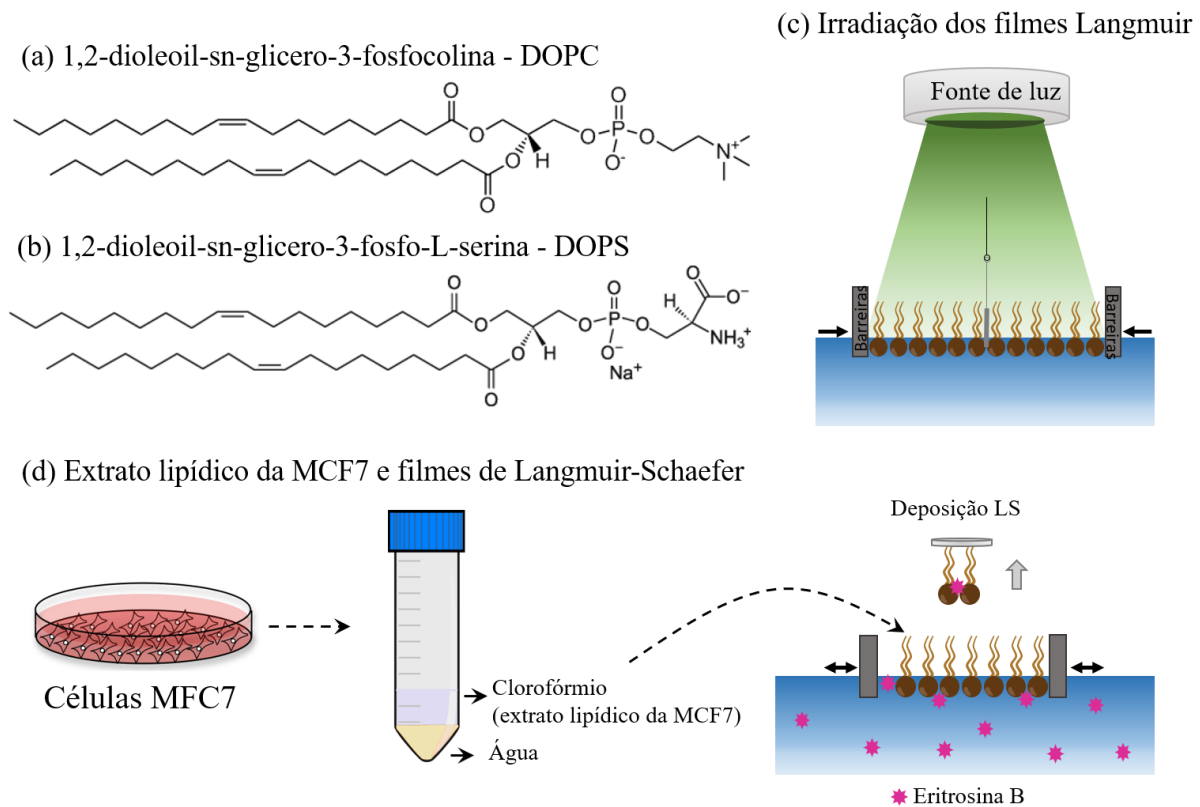 (a) 1,2-dioleoil-sn-glicero-3-fosfocolina - DOPC
O
O
O
O
H
O
P
O
O
O-
N+
(b) 1,2-dioleoil-sn-glicero-3-fosfo-L-serina - DOPS
O
O
O
O
H
O
P
O
O
O-
Na+
H
O
O-
NH3+
(c) Irradiação dos filmes Langmuir
Fonte de luz
Barreiras
Barreiras
(d) Extrato lipídico da MCF7 e filmes de Langmuir-Schaefer
Células MFC7
Clorofórmio
(extrato lipídico da MCF7)
Água
Deposição LS
Eritrosina B